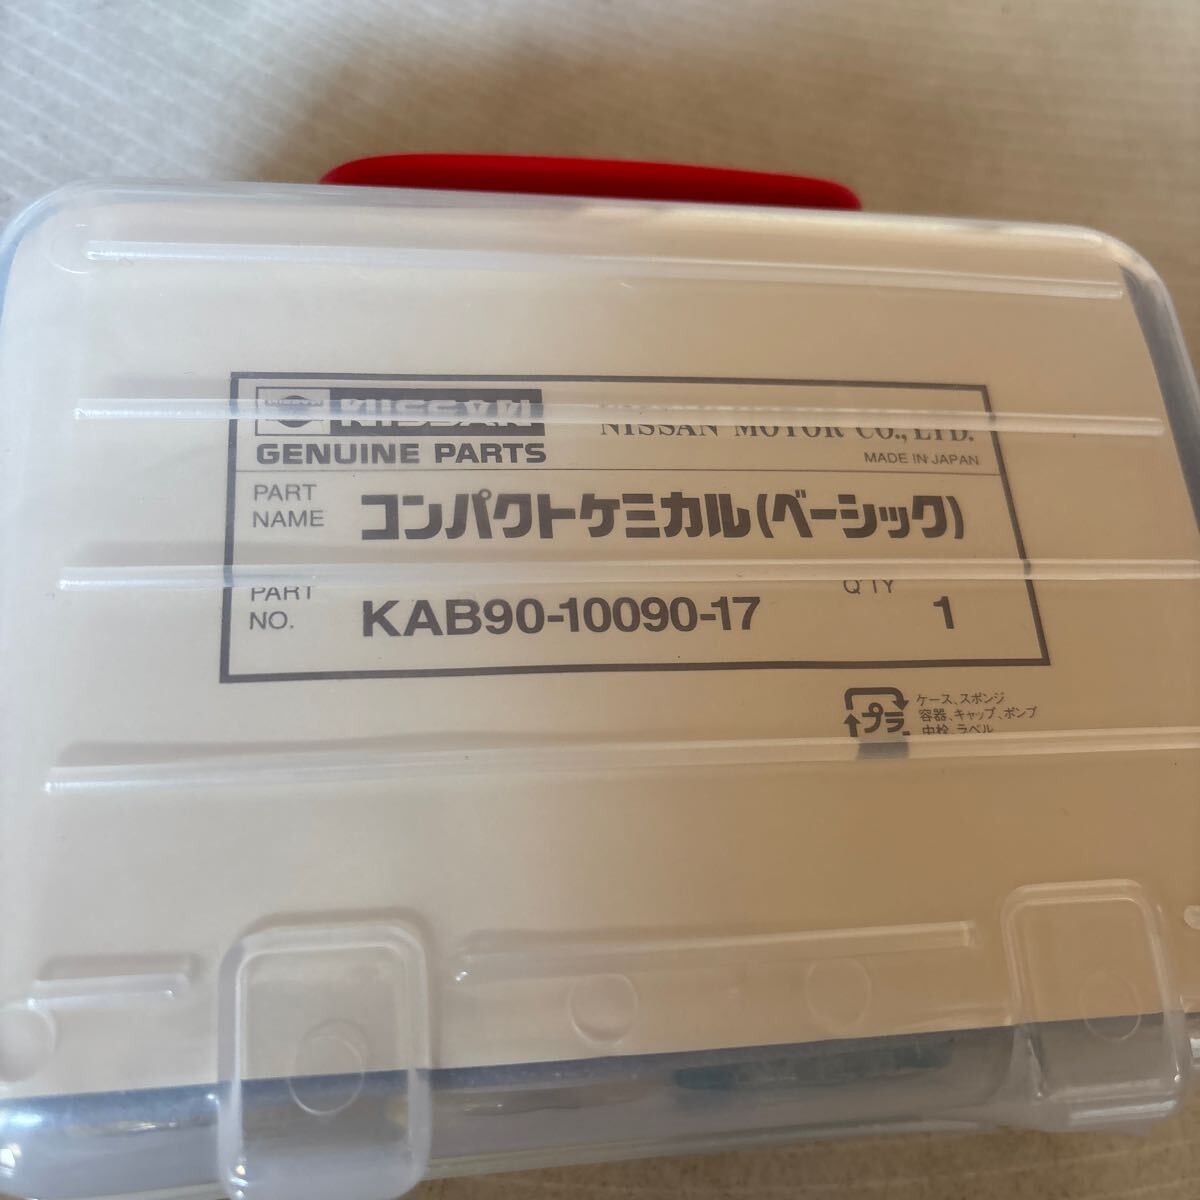 NISSAN
GENUINE PARTS
NISSAN MOTOR CO., LTD.
MADE IN JAPAN
PART NAME
コンパクトケミカル(ベーシック)
PART NO.
KAB90-10090-17
Q'TY
1
プラ
ケース、スポンジ
容器、キャップ、ポンプ
中栓、ラベル